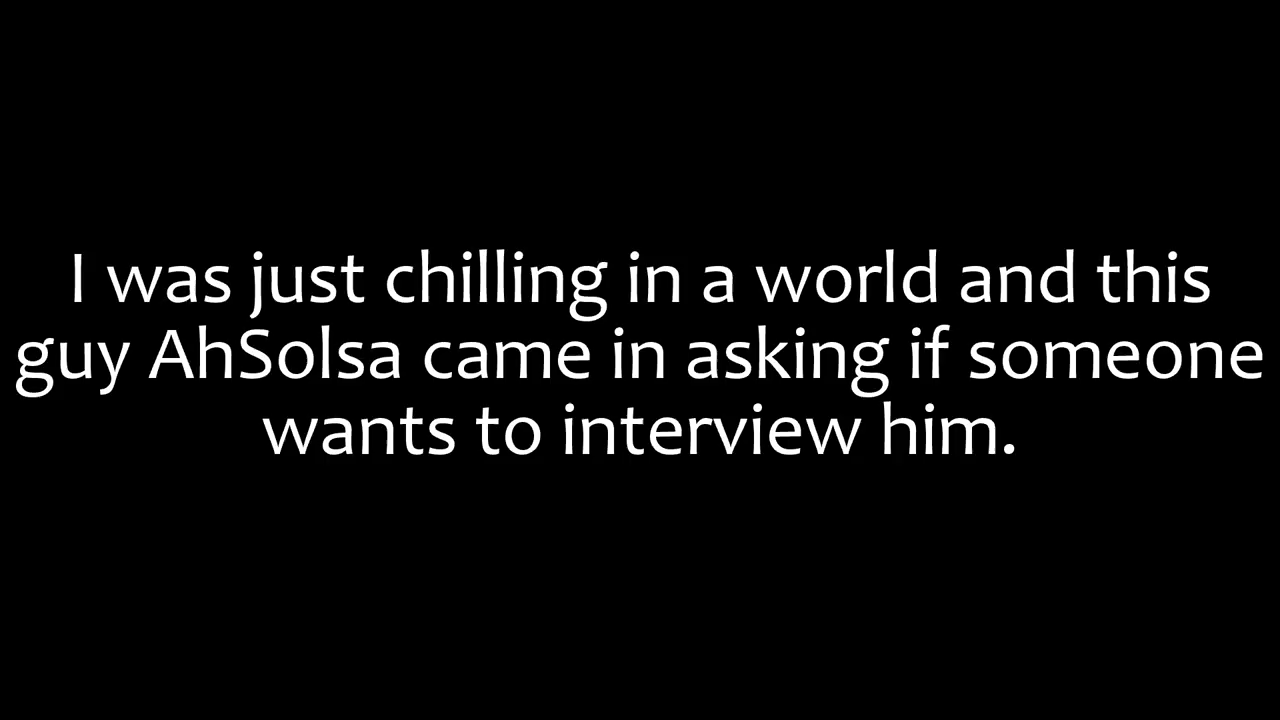 I was just chilling in a world and this
guy AhSolsa came in asking if someone
wants to interview him.